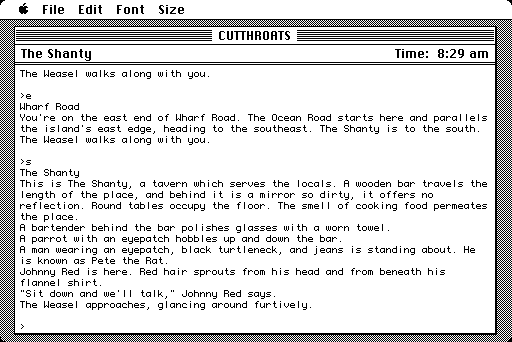 File Edit Font Size
CUTTHROATS
The Shanty Time: 8:29 am
The Weasel walks along with you.
>e
Wharf Road
You're on the east end of Wharf Road. The Ocean Road starts here and parallels
the island's east edge, heading to the southeast. The Shanty is to the south.
The Weasel walks along with you.
>s
The Shanty
This is The Shanty, a tavern which serves the locals. A wooden bar travels the
length of the place, and behind it is a mirror so dirty, it offers no
reflection. Round tables occupy the floor. The smell of cooking food permeates
the place.
A bartender behind the bar polishes glasses with a worn towel.
A parrot with an eyepatch hobbles up and down the bar.
A man wearing an eyepatch, black turtleneck, and jeans is standing about. He
is known as Pete the Rat.
Johnny Red is here. Red hair sprouts from his head and from beneath his
flannel shirt.
"Sit down and we'll talk," Johnny Red says.
The Weasel approaches, glancing around furtively.
>